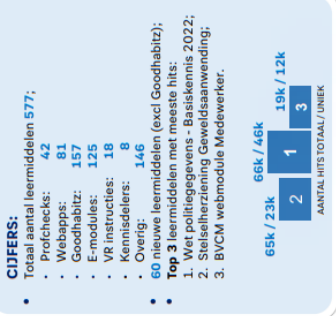 CIJFERS:
• Totaal aantal leermiddelen 577;
• Profchecks: 42
• Webapps: 81
• Goodhabitz: 157
• E-modules: 125
• VR instructies: 18
• Kennisdelers: 8
• Overig: 146
• 60 nieuwe leermiddelen (excl Goodhabitz);
• Top 3 leermiddelen met meeste hits:
1. Wet politiegegevens - Basiskennis 2022;
2. Stelselherziening Geweldsaanwending;
3. BVCM webmodule Medewerker.
66k / 46k
65k / 23k
19k / 12k
1
2
3
AANTAL HITS TOTAAL / UNIEK